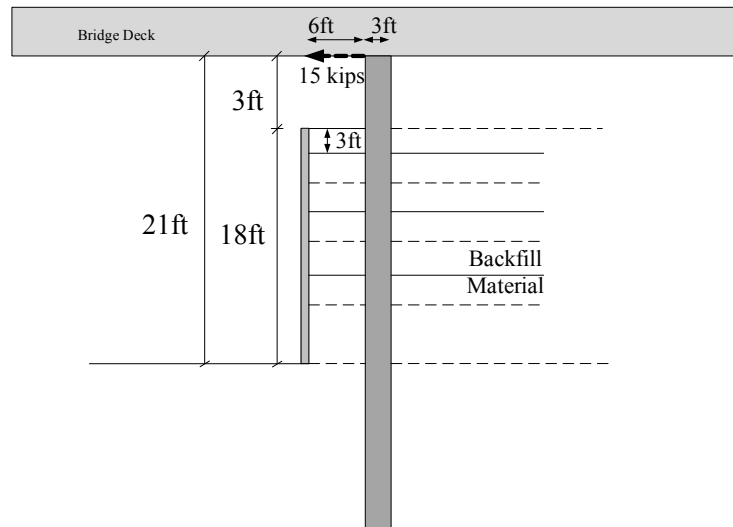 6ft
3ft
Bridge Deck
15 kips
3ft
3ft
21ft
18ft
Backfill
Material